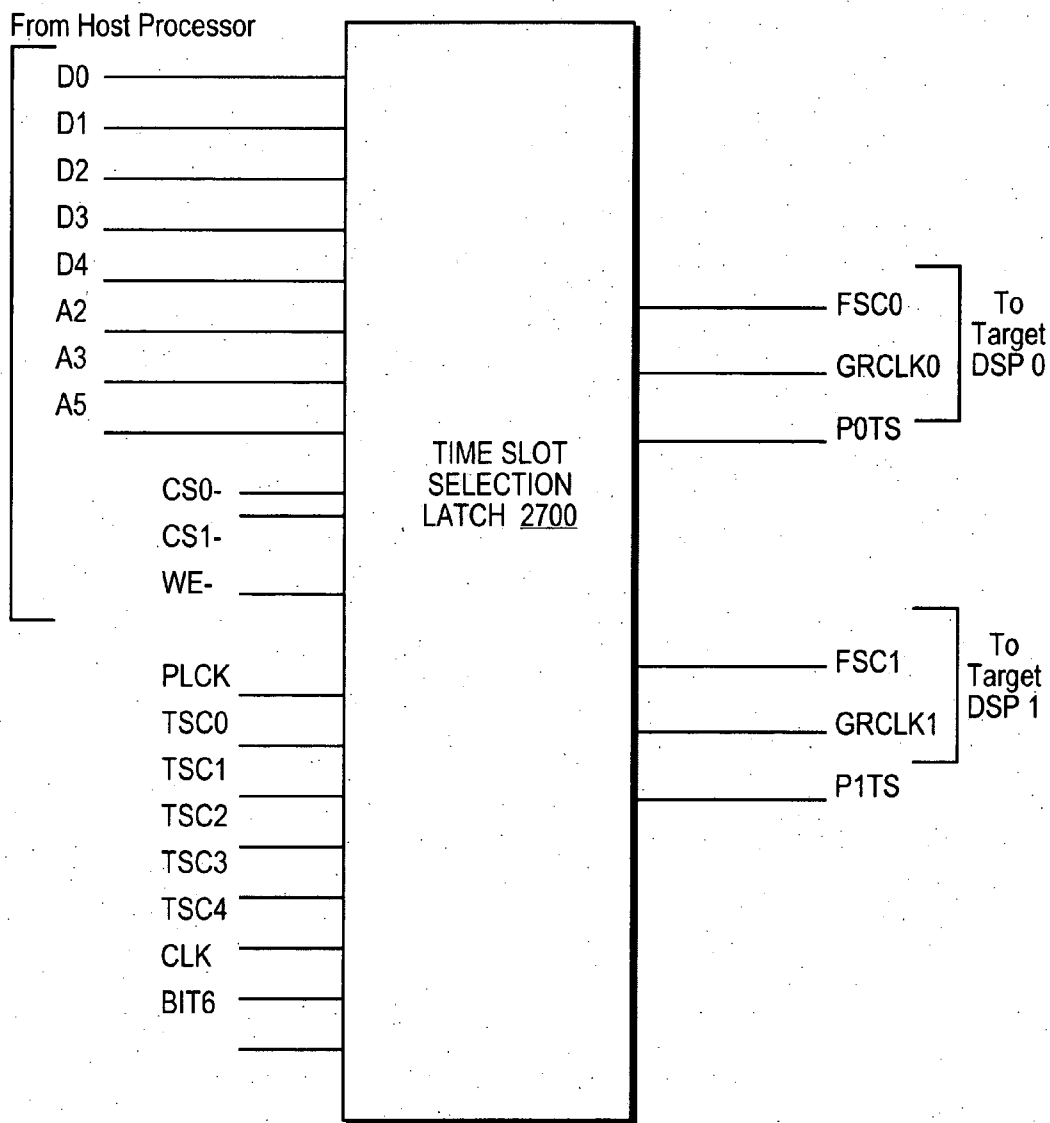 From Host Processor
D0
D1
D2
D3
D4
A2
A3
A5
CS0-
CS1-
WE-
PLCK
TSC0
TSC1
TSC2
TSC3
TSC4
CLK
BIT6
TIME SLOT
SELECTION
LATCH 2700
FSC0
GRCLK0
P0TS
To
Target
DSP 0
FSC1
GRCLK1
P1TS
To
Target
DSP 1